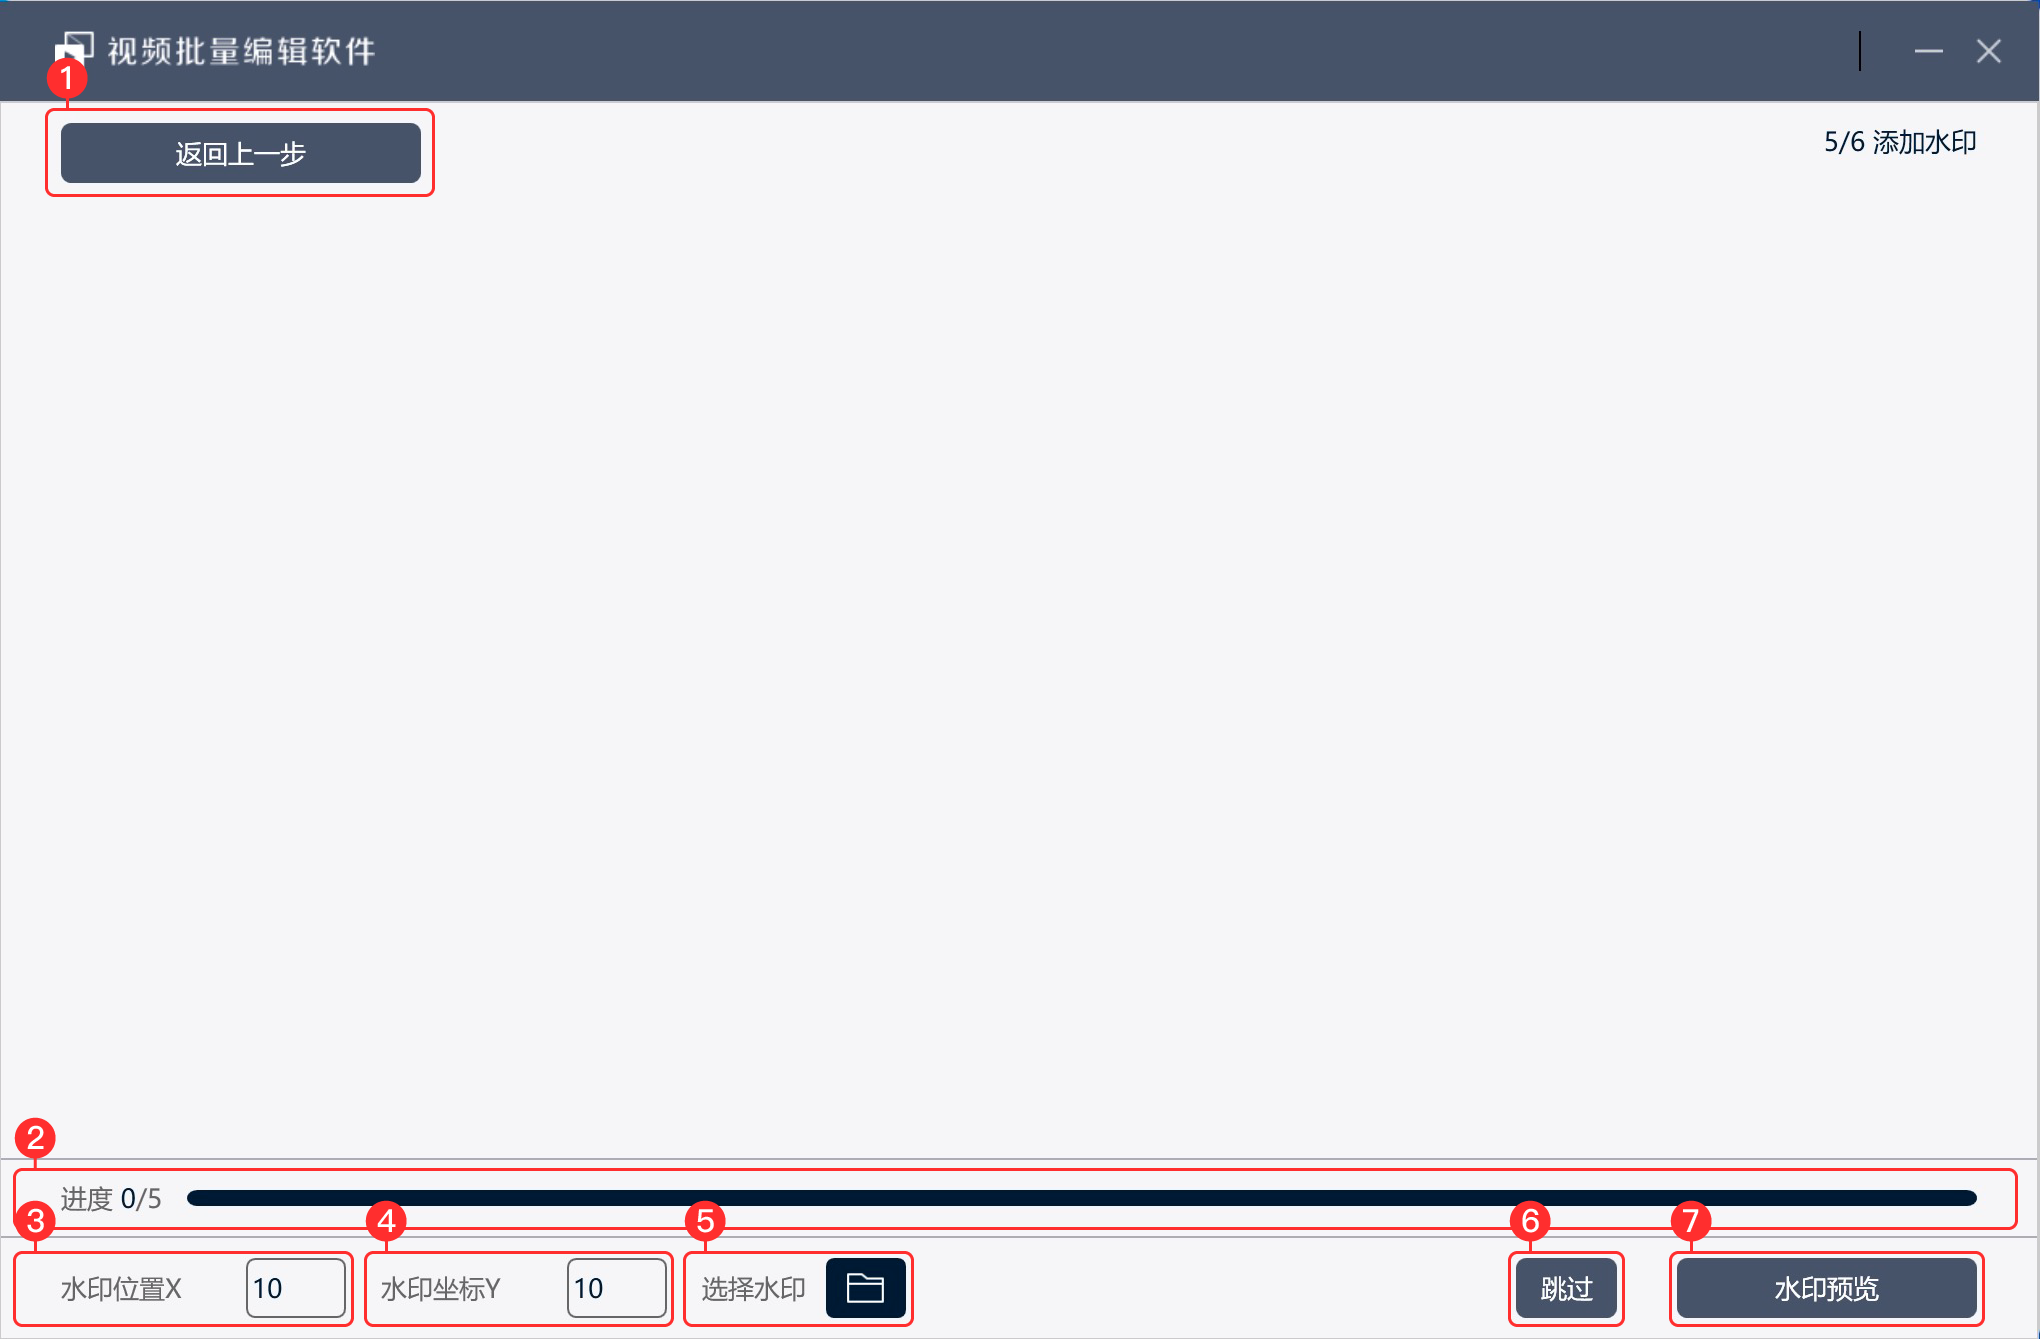 视频批量编辑软件
1
返回上一步
5/6 添加水印
2
进度 0/5
3
4
5
6
7
水印位置X
10
水印坐标Y
10
选择水印
跳过
水印预览